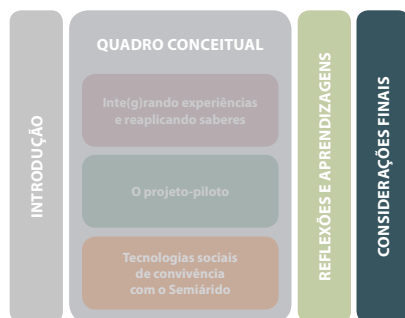 INTRODUÇÃO
QUADRO CONCEITUAL
Inte(g)rando experiências
e reaplicando saberes
O projeto-piloto
Tecnologias sociais
de convivência
com o Semiárido
REFLEXÕES E APRENDIZAGENS
CONSIDERAÇÕES FINAIS